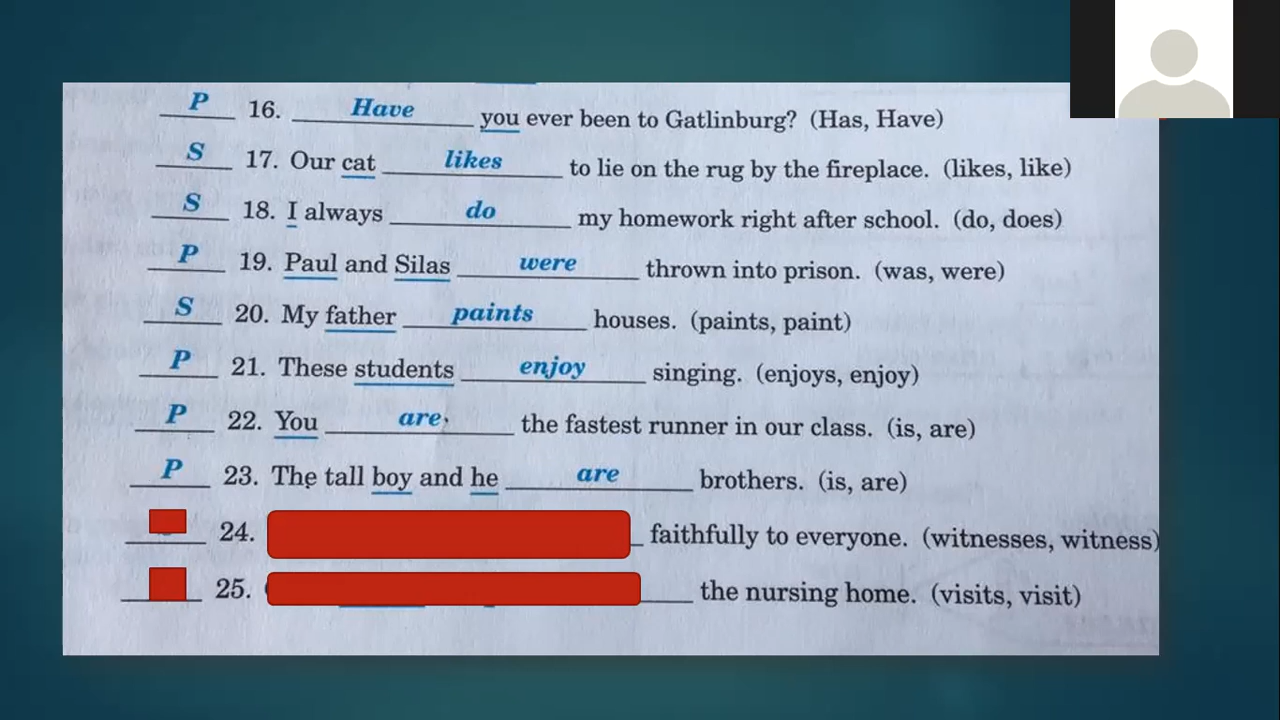 P 16. Have you ever been to Gatlinburg? (Has, Have)
S 17. Our cat likes to lie on the rug by the fireplace. (likes, like)
S 18. I always do my homework right after school. (do, does)
P 19. Paul and Silas were thrown into prison. (was, were)
S 20. My father paints houses. (paints, paint)
P 21. These students enjoy singing. (enjoys, enjoy)
P 22. You are the fastest runner in our class. (is, are)
P 23. The tall boy and he are brothers. (is, are)
24. faithfully to everyone. (witnesses, witness)
25. the nursing home. (visits, visit)